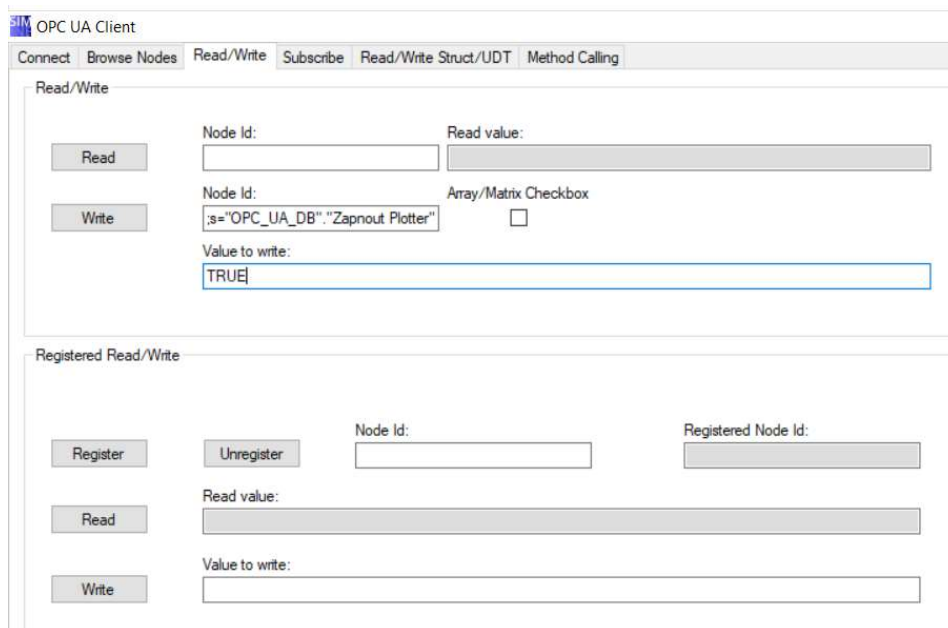 SIM OPC UA Client
Connect Browse Nodes Read/Write Subscribe Read/Write Struct/UDT Method Calling
Read/Write
Node Id: Read value:
Read
Node Id: Array/Matrix Checkbox
Write ;s="OPC_UA_DB"."Zapnout Plotter"
Value to write:
TRUE
Registered Read/Write
Node Id: Registered Node Id:
Register Unregister
Read value:
Read
Value to write:
Write